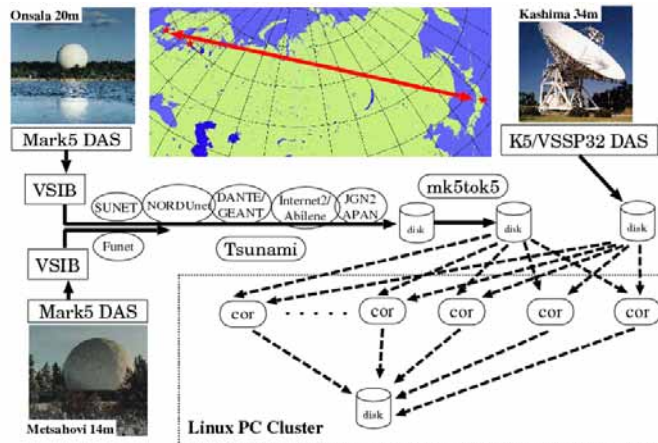 Onsala 20m
Kashima 34m
Mark5 DAS
K5/VSSP32 DAS
VSIB
SUNET
NORDUnet
DANTE/
GEANT
Internet2/
Abilene
JGN2
APAN
mk5tok5
Funet
Tsunami
disk
disk
disk
VSIB
Mark5 DAS
cor
cor
cor
cor
cor
Metsahovi 14m
disk
Linux PC Cluster